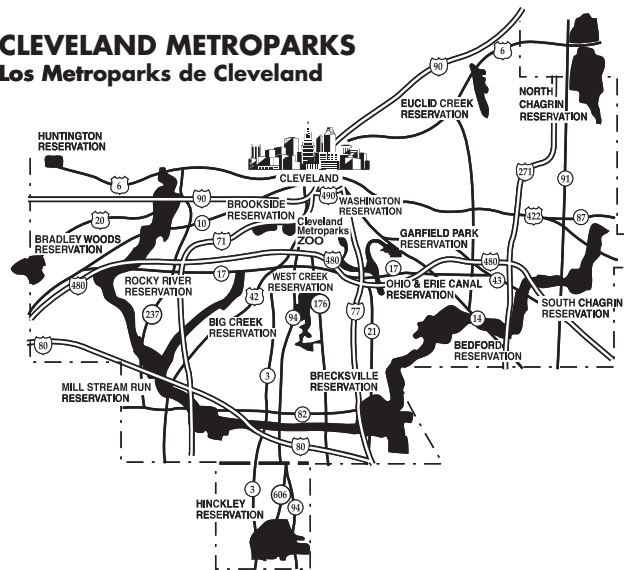 CLEVELAND METROPARKS
Los Metroparks de Cleveland
90
6
EUCLID CREEK
RESERVATION
NORTH
CHAGRIN
RESERVATION
HUNTINGTON
RESERVATION
271
91
6
CLEVELAND
90
490
BROOKSIDE
RESERVATION
WASHINGTON
RESERVATION
20
10
422
87
Cleveland
Metroparks
ZOO
71
BRADLEY WOODS
RESERVATION
GARFIELD PARK
RESERVATION
480
480
17
17
480
43
ROCKY RIVER
RESERVATION
WEST CREEK
RESERVATION
OHIO & ERIE CANAL
RESERVATION
480
42
176
SOUTH CHAGRIN
RESERVATION
237
94
77
BIG CREEK
RESERVATION
21
14
BEDFORD
RESERVATION
80
3
BRECKSVILLE
RESERVATION
MILL STREAM RUN
RESERVATION
82
80
3
606
94
HINCKLEY
RESERVATION